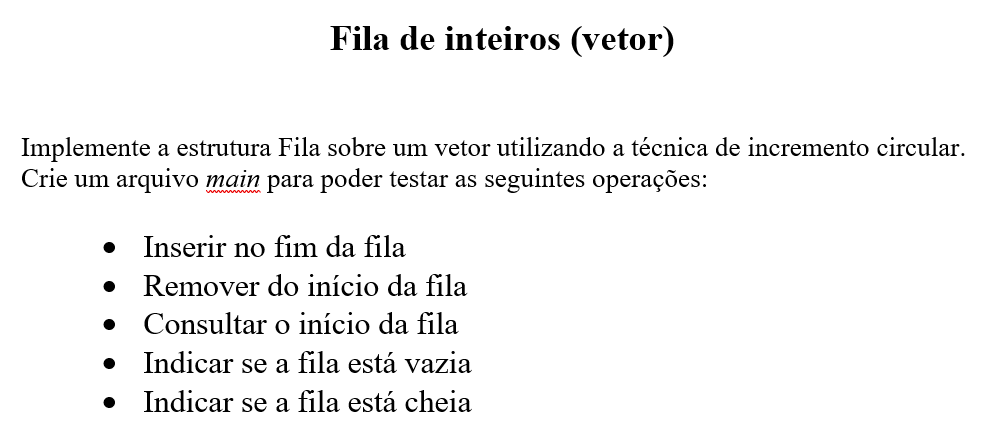 Fila de inteiros (vetor)
Implemente a estrutura Fila sobre um vetor utilizando a técnica de incremento circular.
Crie um arquivo main para poder testar as seguintes operações:
• Inserir no fim da fila
• Remover do início da fila
• Consultar o início da fila
• Indicar se a fila está vazia
• Indicar se a fila está cheia